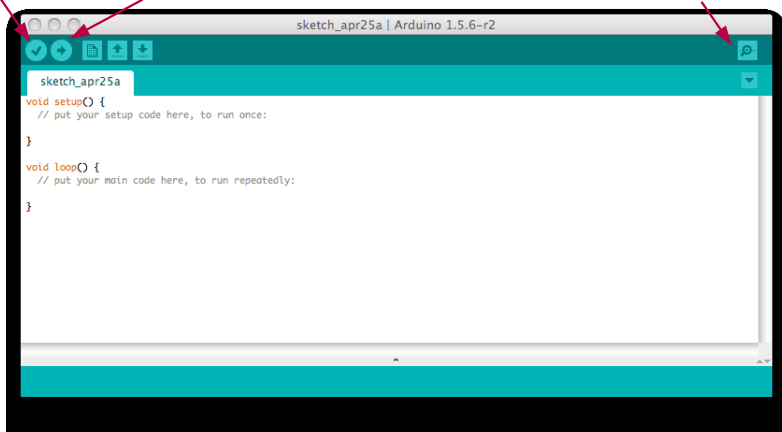 sketch_apr25a | Arduino 1.5.6-r2
sketch_apr25a
void setup() {
// put your setup code here, to run once:
}
void loop() {
// put your main code here, to run repeatedly:
}